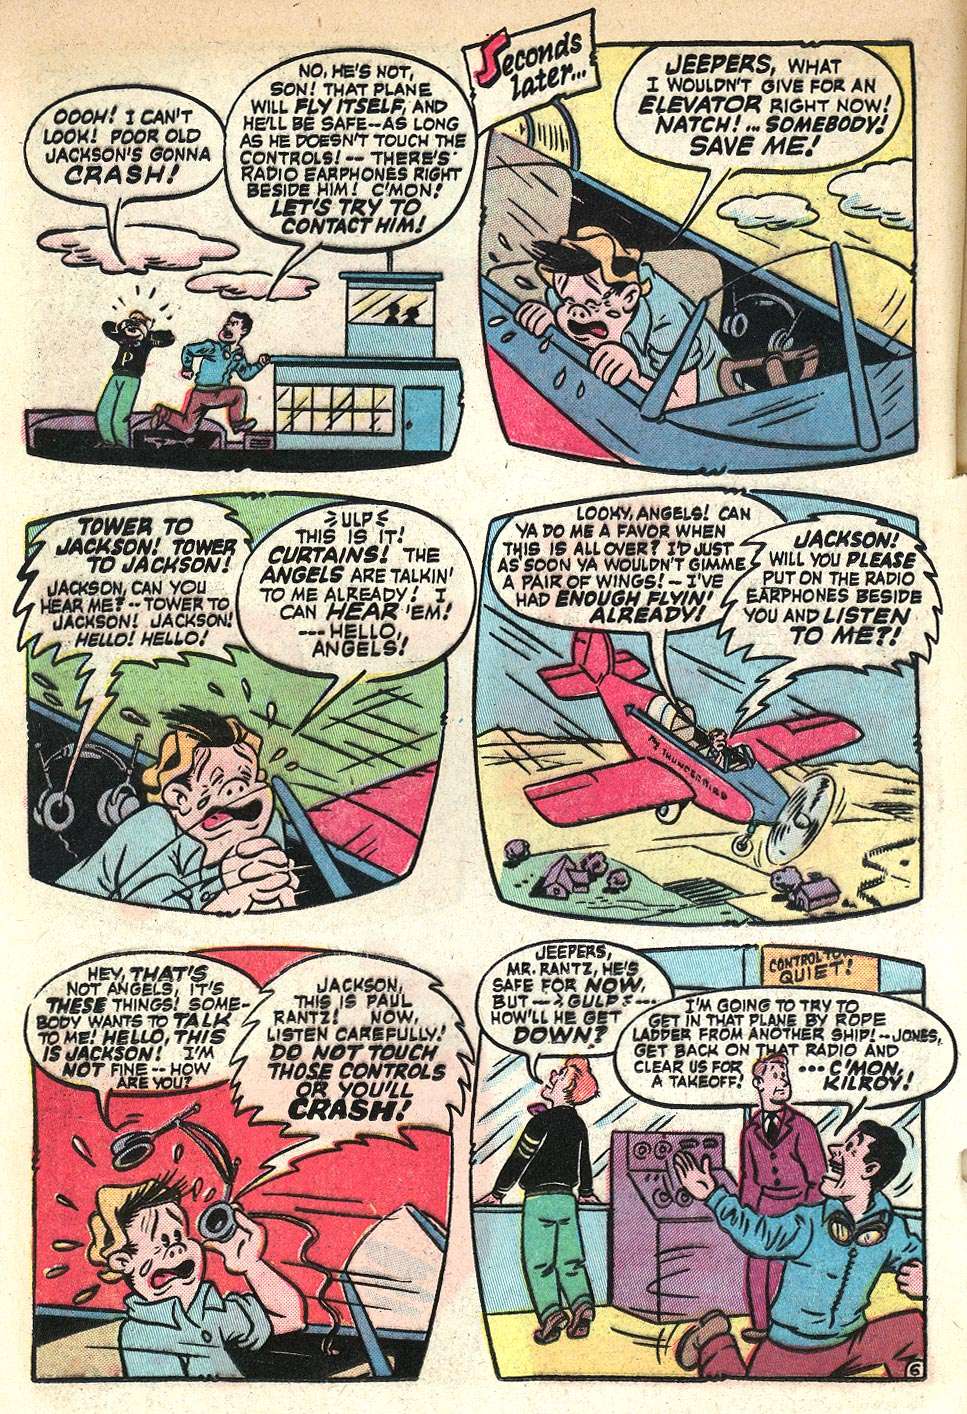 OOOH! I CAN'T
LOOK! POOR OLD
JACKSON'S GONNA
CRASH!
NO, HE'S NOT,
SON! THAT PLANE
WILL FLY ITSELF, AND
HE'LL BE SAFE--AS LONG
AS HE DOESN'T TOUCH THE
CONTROLS!-- THERE'S
RADIO EARPHONES RIGHT
BESIDE HIM! C'MON!
LET'S TRY TO
CONTACT HIM!
P
Seconds
later...
JEEPERS, WHAT
I WOULDN'T GIVE FOR AN
ELEVATOR RIGHT NOW!
NATCH!... SOMEBODY!
SAVE ME!
TOWER TO
JACKSON! TOWER
TO JACKSON!
JACKSON, CAN YOU
HEAR ME?--TOWER TO
JACKSON! JACKSON!
HELLO! HELLO!
ULP
THIS IS IT!
CURTAINS! THE
ANGELS ARE TALKIN'
TO ME ALREADY! I
CAN HEAR 'EM!
--- HELLO,
ANGELS!
LOOKY, ANGELS! CAN
YA DO ME A FAVOR WHEN
THIS IS ALL OVER? I'D JUST
AS SOON YA WOULDN'T GIMME
A PAIR OF WINGS!-- I'VE
HAD ENOUGH FLYIN'
ALREADY!
JACKSON!
WILL YOU PLEASE
PUT ON THE RADIO
EARPHONES BESIDE
YOU AND LISTEN
TO ME?!
MY THUNDERBIRD
HEY, THAT'S
NOT ANGELS, IT'S
THESE THINGS! SOME-
BODY WANTS TO TALK
TO ME! HELLO, THIS
IS JACKSON! I'M
NOT FINE-- HOW
ARE YOU?
JACKSON,
THIS IS PAUL
RANTZ! NOW,
LISTEN CAREFULLY!
DO NOT TOUCH
THOSE CONTROLS
OR YOU'LL
CRASH!
JEEPERS,
MR. RANTZ, HE'S
SAFE FOR NOW,
BUT--GULP---
HOW'LL HE GET
DOWN?
CONTROL TO
QUIET!
I'M GOING TO TRY TO
GET IN THAT PLANE BY ROPE
LADDER FROM ANOTHER SHIP!--JONES,
GET BACK ON THAT RADIO AND
CLEAR US FOR
A TAKEOFF!
... C'MON,
KILROY!
6